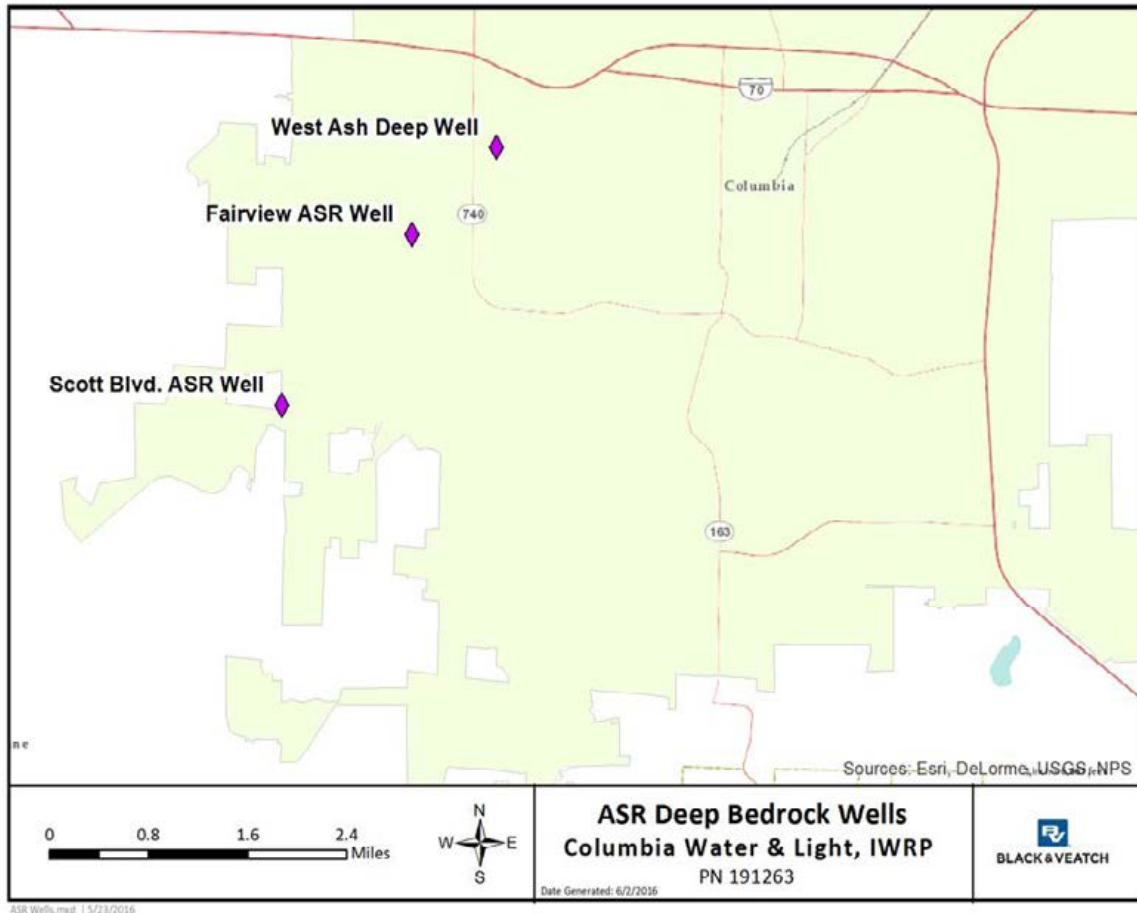 70
West Ash Deep Well
Columbia
Fairview ASR Well
740
Scott Blvd. ASR Well
163
ne
Sources: Esri, DeLorme, USGS, NPS
0 0.8 1.6 2.4
Miles
N
W E
S
ASR Deep Bedrock Wells
Columbia Water & Light, IWRP
PN 191263
Date Generated: 6/2/2016
BV
BLACK & VEATCH
ASR Wells.mxd | 5/23/2016